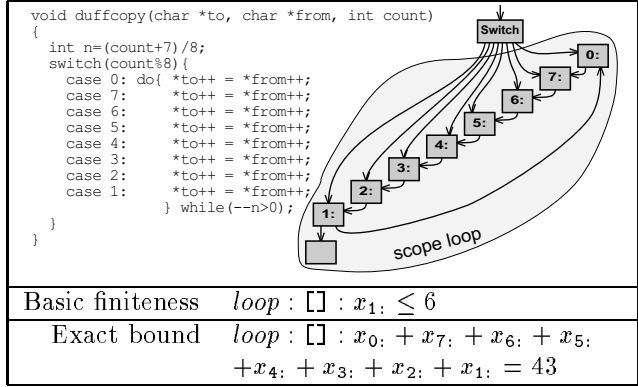 void duffcopy(char *to, char *from, int count)
{
int n=(count+7)/8;
switch(count%8){
case 0: do{ *to++ = *from++;
case 7: *to++ = *from++;
case 6: *to++ = *from++;
case 5: *to++ = *from++;
case 4: *to++ = *from++;
case 3: *to++ = *from++;
case 2: *to++ = *from++;
case 1: *to++ = *from++;
} while(--n>0);
}
}
Switch
0:
7:
6:
5:
4:
3:
2:
1:
scope loop
Basic finiteness loop : [] : x1: ≤ 6
Exact bound loop : [] : x0: + x7: + x6: + x5:
+x4: + x3: + x2: + x1: = 43